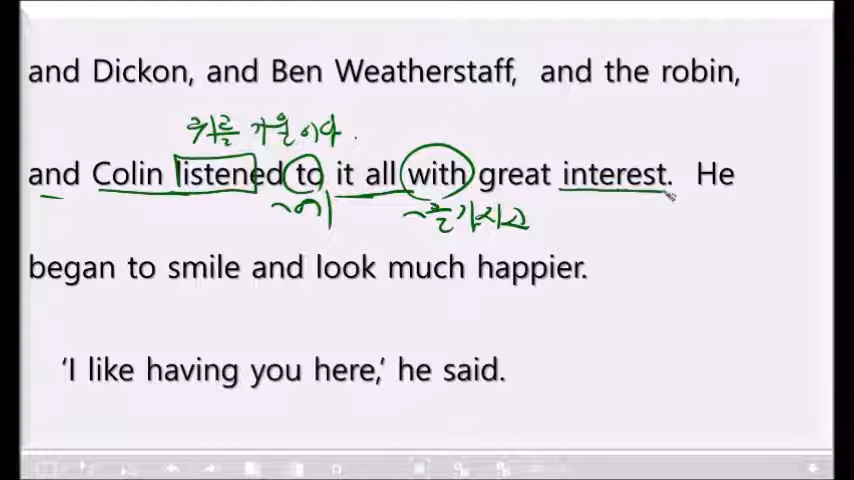 and Dickon, and Ben Weatherstaff, and the robin,
귀를 기울이다.
and Colin listened to it all with great interest. He
~에 ~을 가지고
began to smile and look much happier.
‘I like having you here,’ he said.